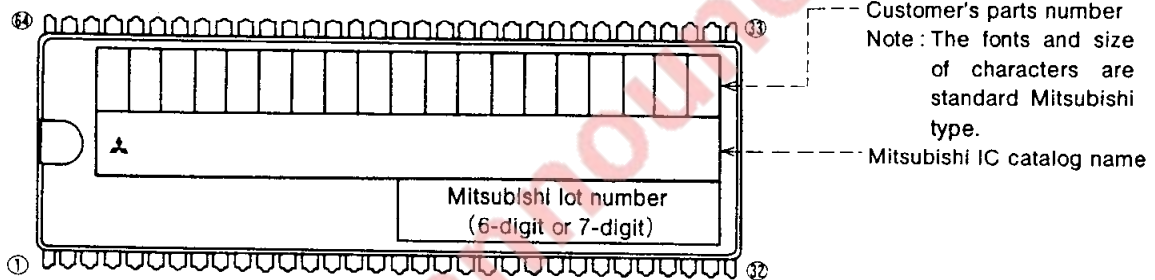 64
33
Customer's parts number
Note : The fonts and size
of characters are
standard Mitsubishi
type.
Mitsubishi IC catalog name
Mitsubishi lot number
(6-digit or 7-digit)
1
32